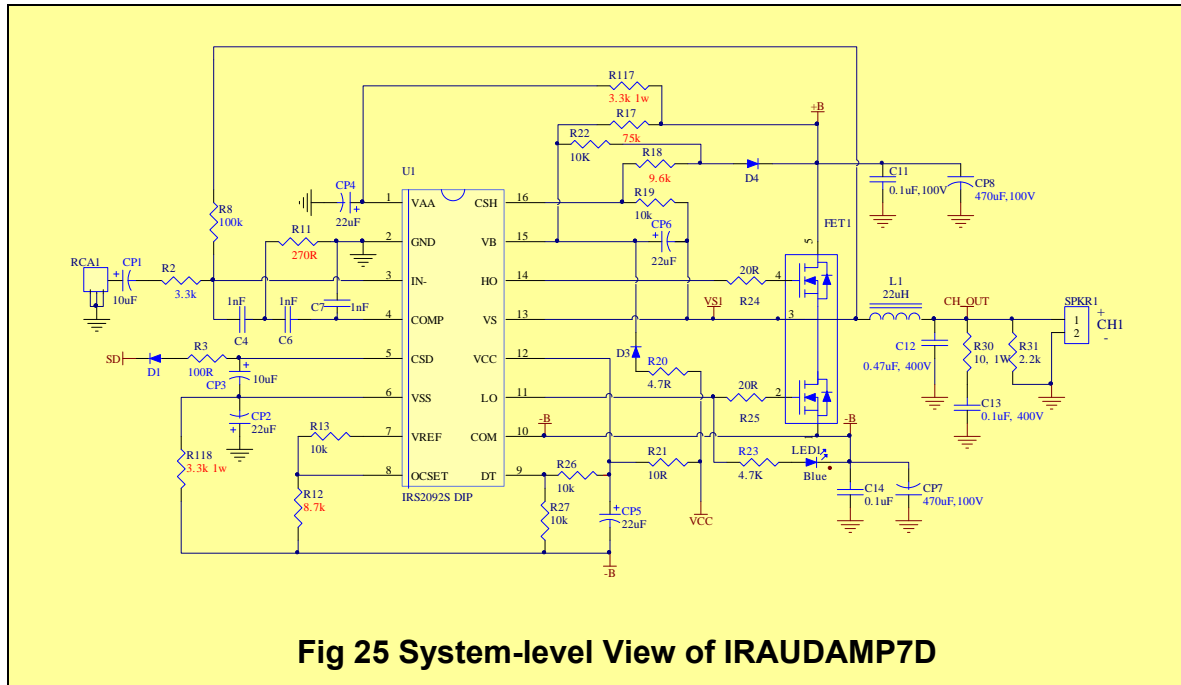 R117
3.3k 1w
R17
75k
+B
R22
10K
R18
9.6k
D4
U1
CP4
22uF
R19
10k
C11
0.1uF,100V
CP8
470uF,100V
R8
100k
R11
270R
1
VAA
CSH
16
2
GND
VB
15
CP6
22uF
FET1
5
RCA1
CP1
10uF
R2
3.3k
3
IN-
HO
14
20R
R24
4
L1
22uH
CH_OUT
SPKR1
1nF
C4
1nF
C6
C7
1nF
4
COMP
VS
13
VS1
3
1
2
+
CH1
-
SD
D1
R3
100R
5
CSD
VCC
12
D3
R20
4.7R
C12
0.47uF, 400V
R30
10, 1W
R31
2.2k
CP3
10uF
6
VSS
LO
11
20R
R25
2
C13
0.1uF, 400V
CP2
22uF
R13
10k
7
VREF
COM
10
-B
1
-B
R118
3.3k 1w
8
OCSET
DT
9
R26
10k
R21
10R
R23
4.7K
LED1
Blue
R12
8.7k
IRS2092S DIP
R27
10k
CP5
22uF
VCC
C14
0.1uF
CP7
470uF,100V
-B
Fig 25 System-level View of IRAUDAMP7D